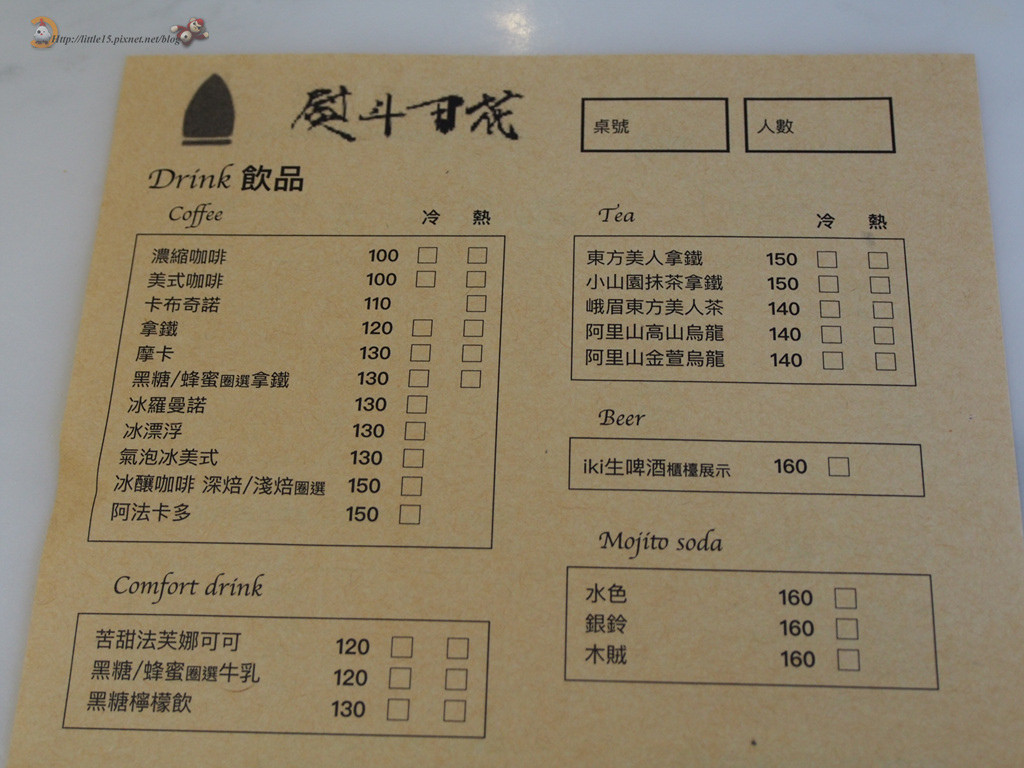 Http://little15.pixnet.net/blog
熨斗目花
桌號
人數
Drink 飲品
Coffee 冷 熱
濃縮咖啡 100 □ □
美式咖啡 100 □ □
卡布奇諾 110 □
拿鐵 120 □ □
摩卡 130 □ □
黑糖/蜂蜜圈選拿鐵 130 □ □
冰羅曼諾 130 □
冰漂浮 130 □
氣泡冰美式 130 □
冰釀咖啡 深焙/淺焙圈選 150 □
阿法卡多 150 □
Comfort drink
苦甜法芙娜可可 120 □ □
黑糖/蜂蜜圈選牛乳 120 □ □
黑糖檸檬飲 130 □ □
Tea 冷 熱
東方美人拿鐵 150 □ □
小山園抹茶拿鐵 150 □ □
峨眉東方美人茶 140 □ □
阿里山高山烏龍 140 □ □
阿里山金萱烏龍 140 □ □
Beer
iki生啤酒櫃檯展示 160 □
Mojito soda
水色 160 □
銀鈴 160 □
木賊 160 □